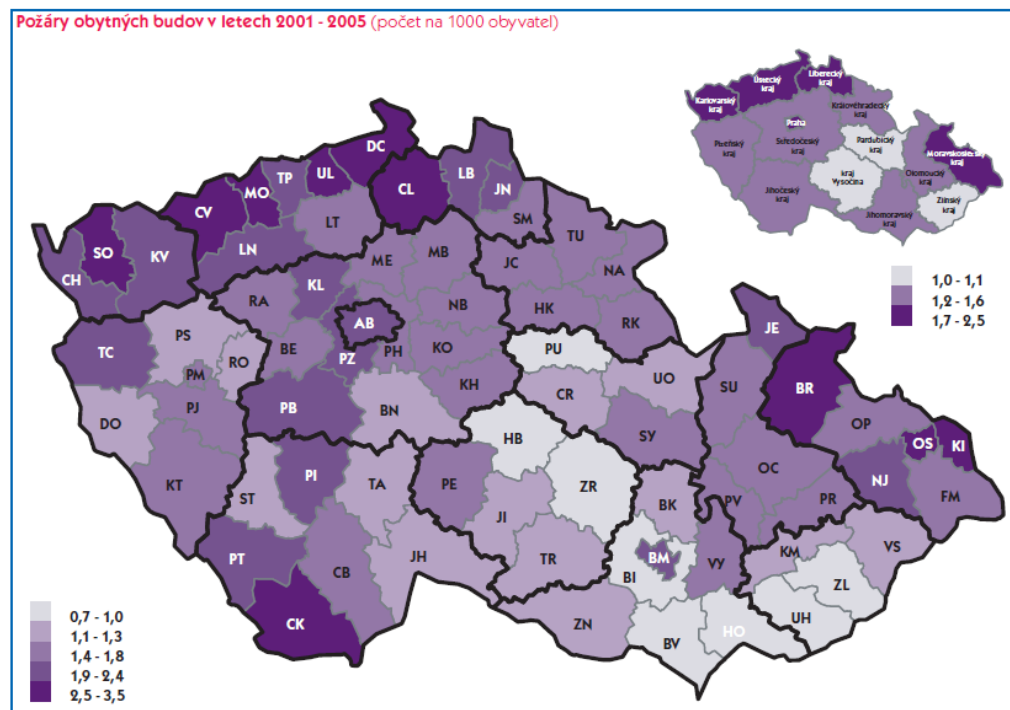 Požáry obytných budov v letech 2001 - 2005 (počet na 1000 obyvatel)
Karlovarský
kraj
Ústecký
kraj
Liberecký
kraj
Královéhradecký
kraj
Praha
Plzeňský
kraj
Středočeský
kraj
Pardubický
kraj
Moravskoslezský
kraj
Olomoucký
kraj
kraj
Vysočina
Jihočeský
kraj
Jihomoravský
kraj
Zlínský
kraj
1,0 - 1,1
1,2 - 1,6
1,7 - 2,5
DC
UL
TP
MO
CL
LB
JN
CV
LT
SM
SO
KV
LN
CH
ME
MB
JC
TU
NA
RA
KL
NB
HK
RK
AB
JE
TC
PS
RO
BE
PZ
PH
KO
PU
PM
UO
SU
BR
PJ
PB
BN
KH
CR
DO
OP
OS
KI
SY
HB
OC
KT
ST
PI
TA
PE
ZR
NJ
FM
JI
BK
PV
PR
PT
CB
JH
TR
BM
VY
KM
VS
BI
ZL
CK
ZN
BV
HO
UH
0,7 - 1,0
1,1 - 1,3
1,4 - 1,8
1,9 - 2,4
2,5 - 3,5